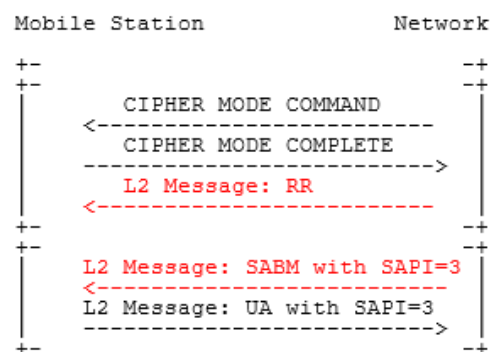 Mobile Station Network
CIPHER MODE COMMAND
CIPHER MODE COMPLETE
L2 Message: RR
L2 Message: SABM with SAPI=3
L2 Message: UA with SAPI=3